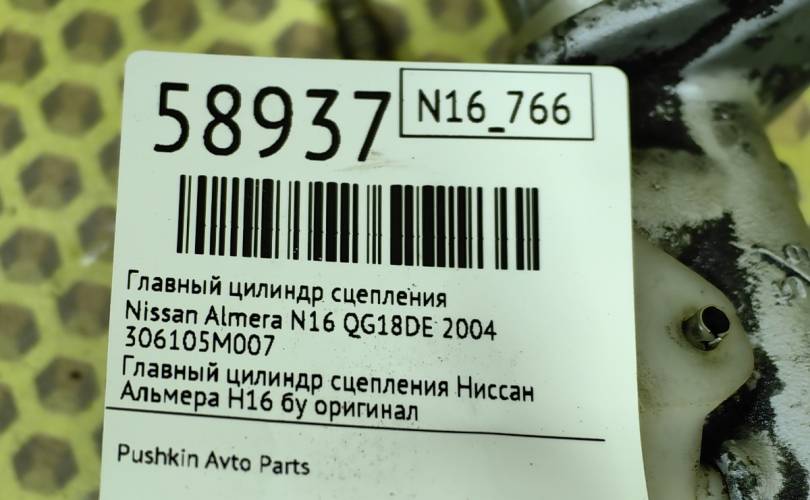 58937
N16_766
Главный цилиндр сцепления
Nissan Almera N16 QG18DE 2004
306105M007
Главный цилиндр сцепления Ниссан
Альмера Н16 бу оригинал
Pushkin Avto Parts